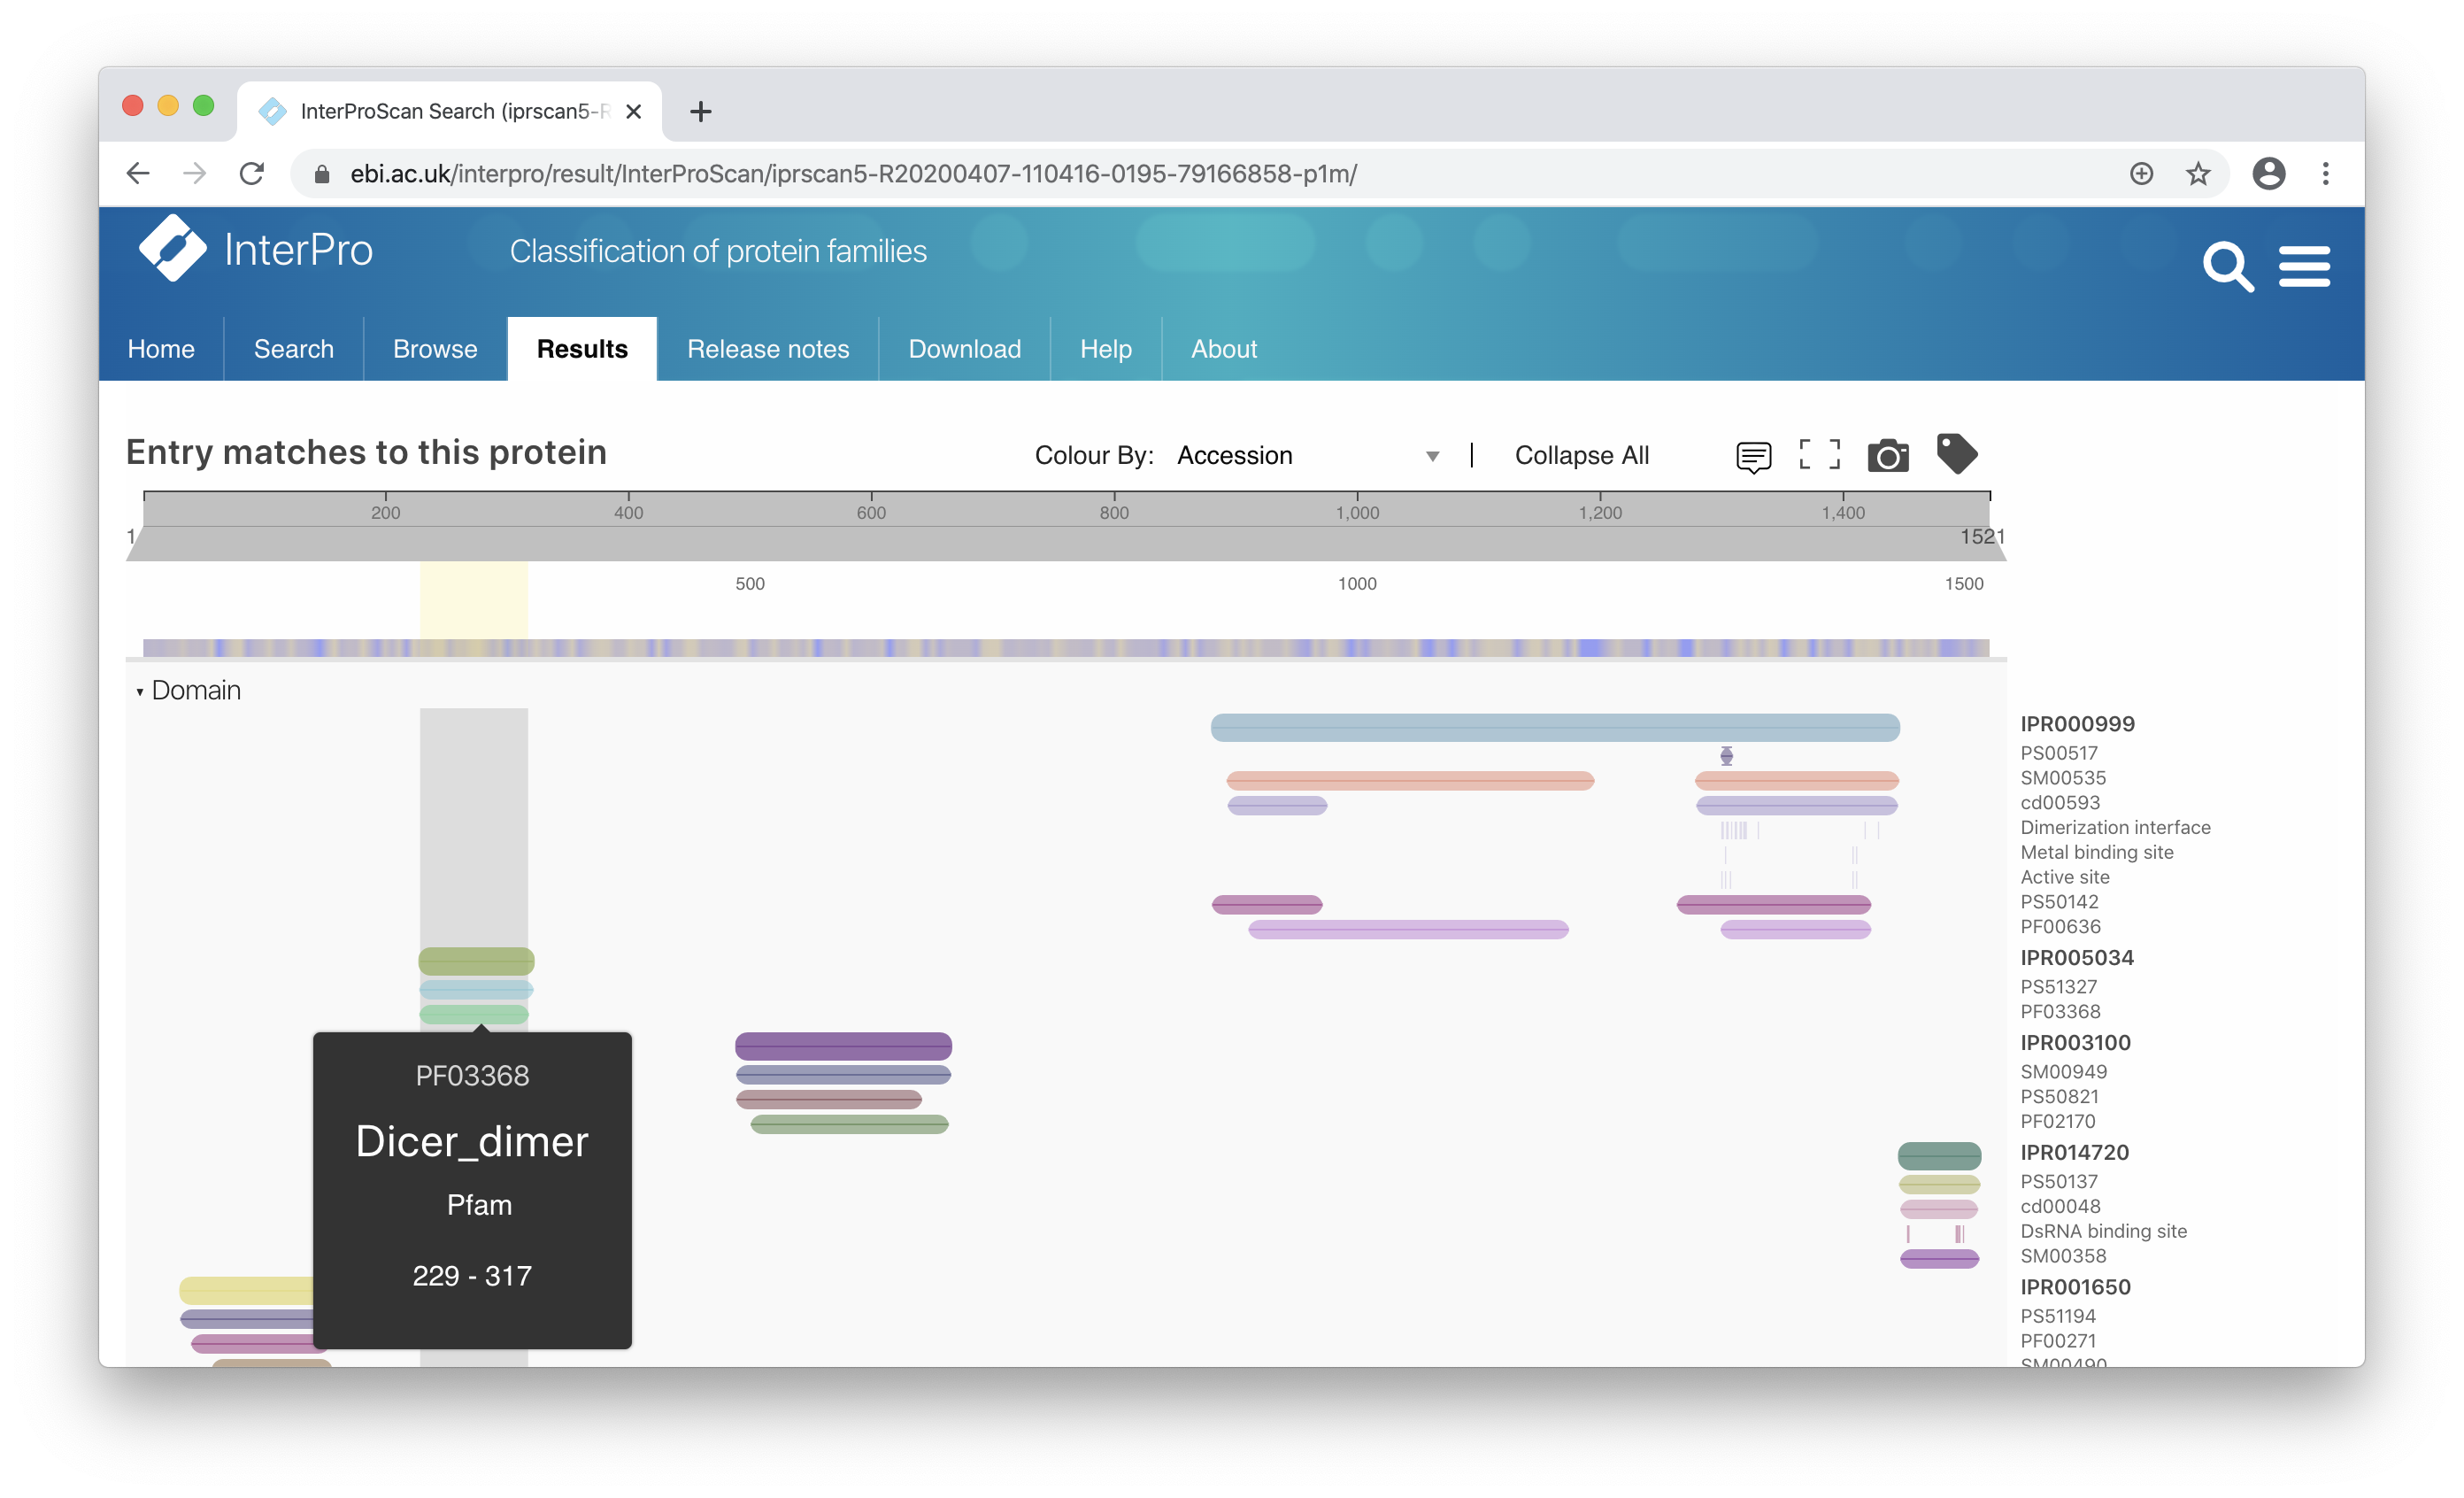 InterProScan Search (iprscan5-R
ebi.ac.uk/interpro/result/InterProScan/iprscan5-R20200407-110416-0195-79166858-p1m/
InterPro
Classification of protein families
Home Search Browse Results Release notes Download Help About
Entry matches to this protein
Colour By: Accession | Collapse All
200 400 600 800 1,000 1,200 1,400
1 1521
500 1000 1500
Domain
IPR000999
PS00517
SM00535
cd00593
Dimerization interface
Metal binding site
Active site
PS50142
PF00636
IPR005034
PS51327
PF03368
IPR003100
SM00949
PS50821
PF02170
IPR014720
PS50137
cd00048
DsRNA binding site
SM00358
IPR001650
PS51194
PF00271
SM00490
PF03368
Dicer_dimer
Pfam
229 - 317